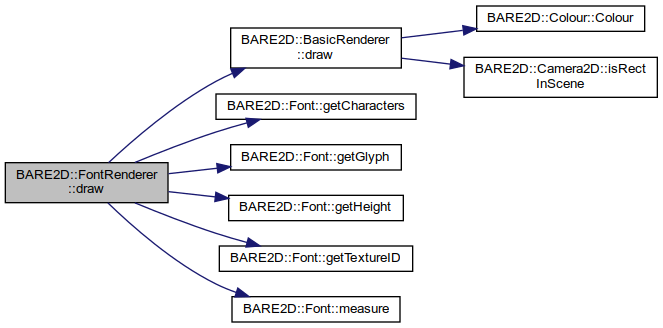 BARE2D::FontRenderer
::draw
BARE2D::BasicRenderer
::draw
BARE2D::Font::getCharacters
BARE2D::Font::getGlyph
BARE2D::Font::getHeight
BARE2D::Font::getTextureID
BARE2D::Font::measure
BARE2D::Colour::Colour
BARE2D::Camera2D::isRect
InScene